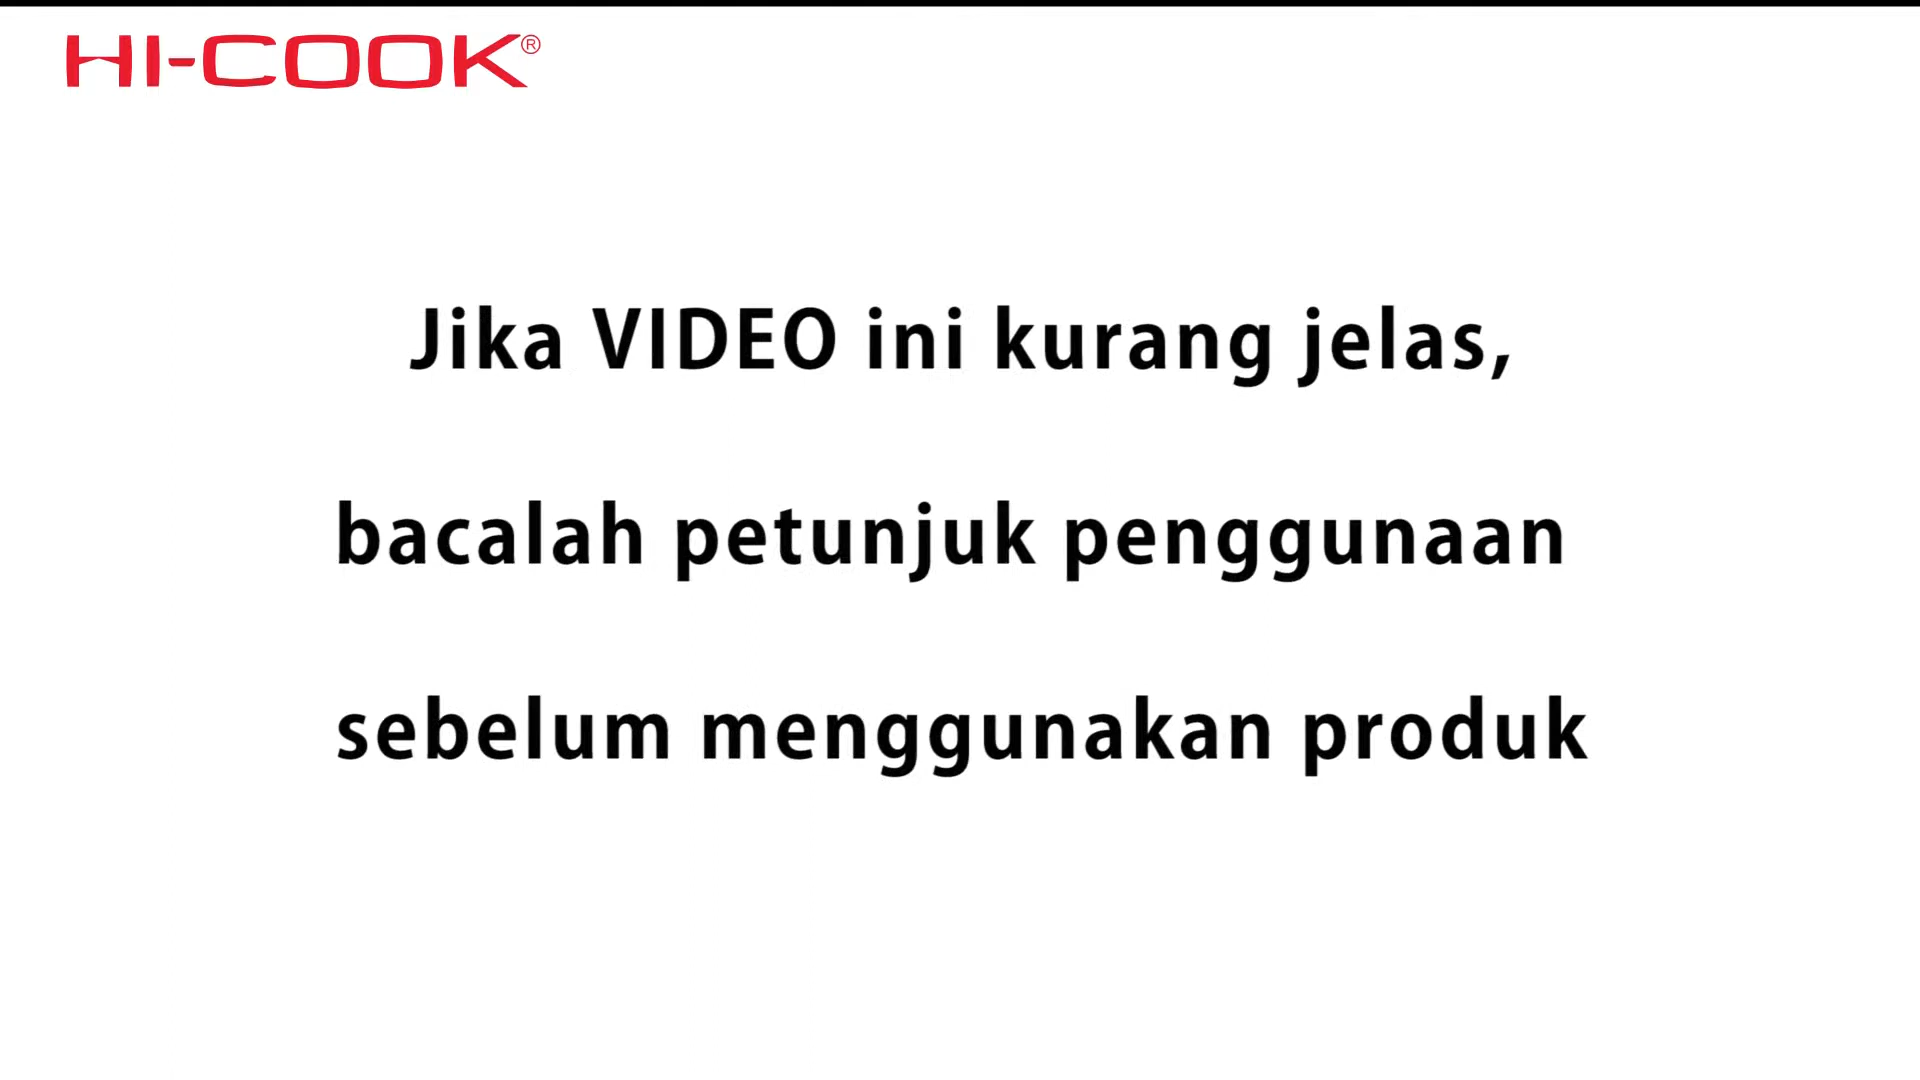 HI-COOK®
Jika VIDEO ini kurang jelas,
bacalah petunjuk penggunaan
sebelum menggunakan produk